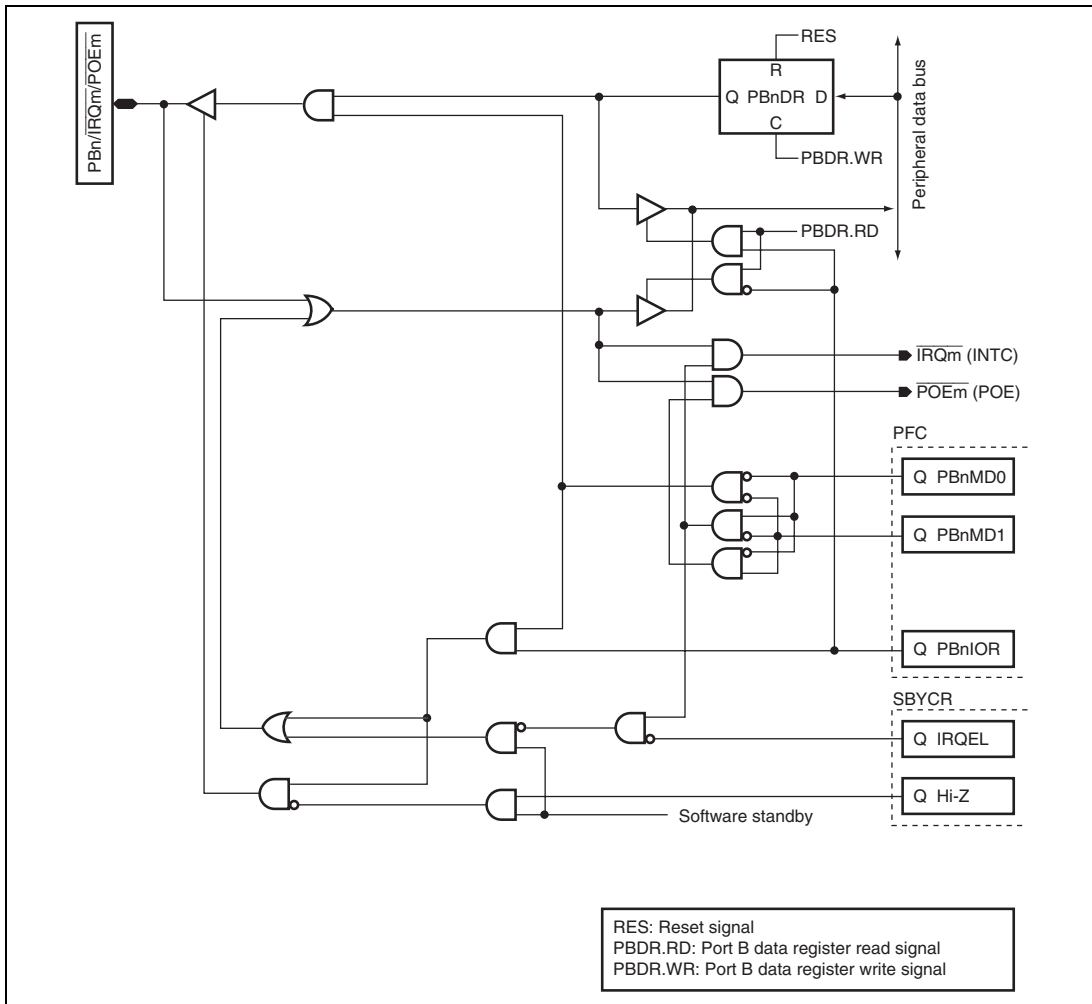 PBn/IRQm/POEm
RES
R
Q PBnDR D
C
PBDR.WR
Peripheral data bus
PBDR.RD
IRQm (INTC)
POEm (POE)
PFC
Q PBnMD0
Q PBnMD1
Q PBnIOR
SBYCR
Q IRQEL
Q Hi-Z
Software standby
RES: Reset signal
PBDR.RD: Port B data register read signal
PBDR.WR: Port B data register write signal